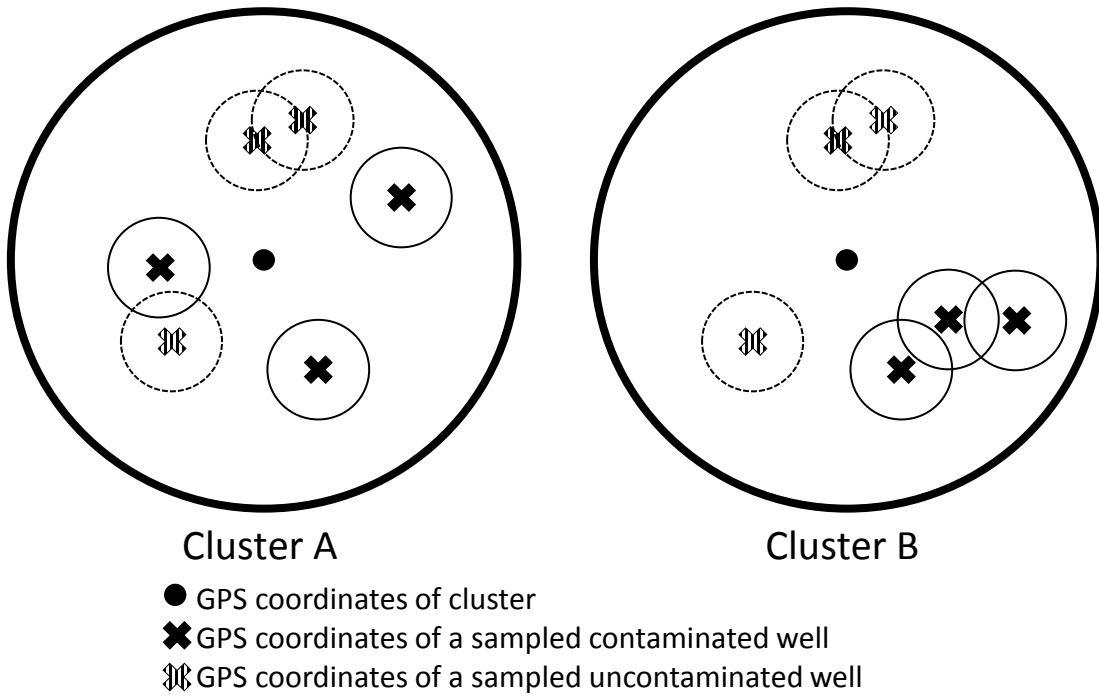 Cluster A
Cluster B
GPS coordinates of cluster
GPS coordinates of a sampled contaminated well
GPS coordinates of a sampled uncontaminated well